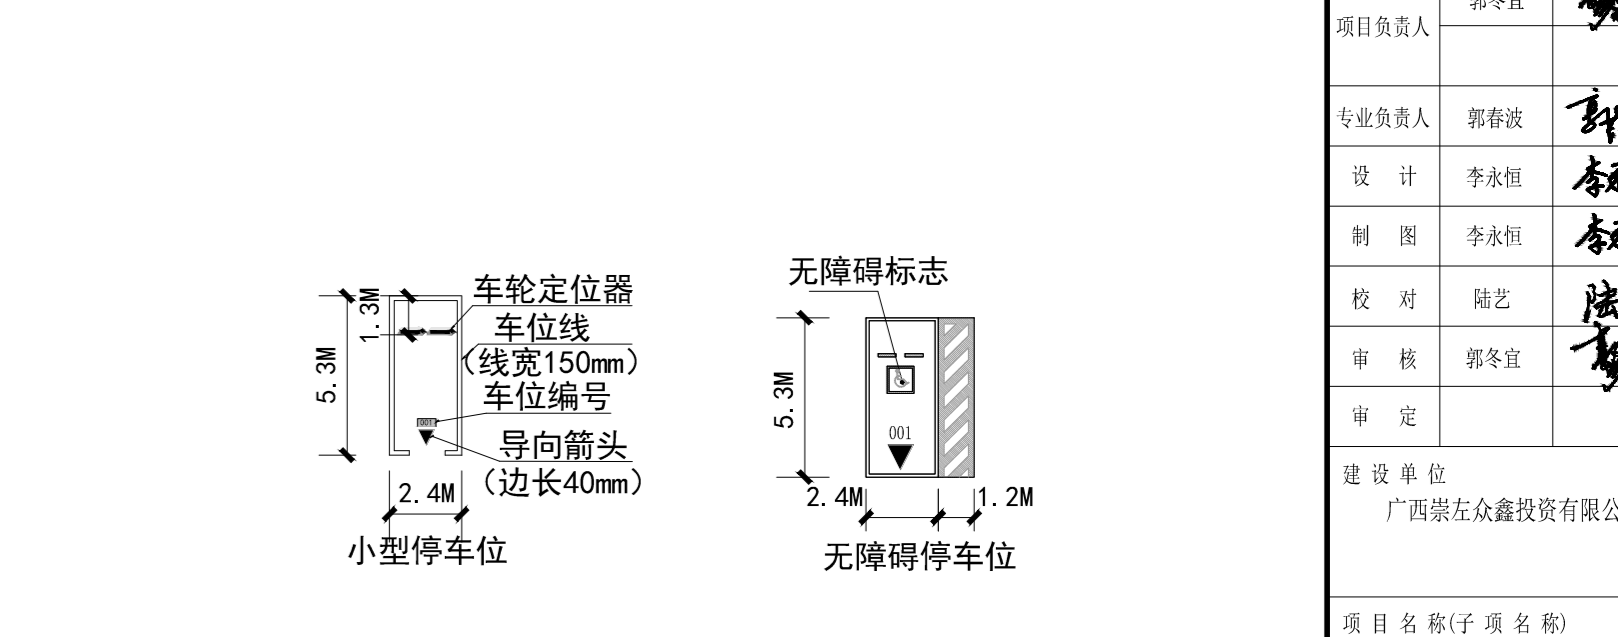 车轮定位器
1.3M
车位线
(线宽150mm)
5.3M
车位编号
001
导向箭头
(边长40mm)
2.4M
小型停车位
无障碍标志
5.3M
001
2.4M
1.2M
无障碍停车位
郭冬宜
项目负责人
专业负责人 郭春波
设 计 李永恒 李
制 图 李永恒 李
校 对 陆艺 陆
审 核 郭冬宜
审 定
建 设 单 位
广西崇左众鑫投资有限公
项 目 名 称(子 项 名 称)